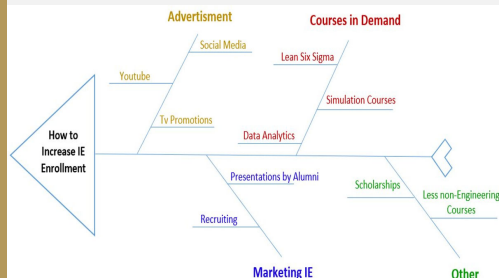 Advertisment
Courses in Demand
Social Media
Lean Six Sigma
Youtube
Simulation Courses
Tv Promotions
Data Analytics
How to
Increase IE
Enrollment
Presentations by Alumni
Scholarships
Less non-Engineering
Courses
Recruiting
Marketing IE
Other